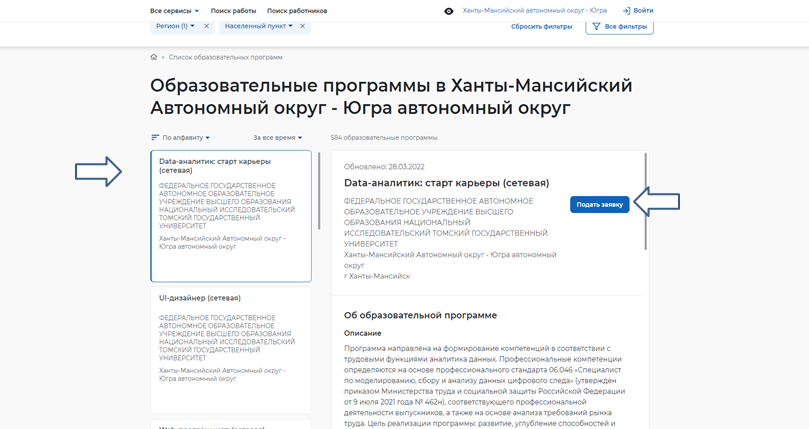 Все сервисы Поиск работы Поиск работников Ханты-Мансийский автономный округ - Югра Войти
Регион (1) × Населенный пункт × Сбросить фильтры Все фильтры
> Список образовательных программ
Образовательные программы в Ханты-Мансийский
Автономный округ - Югра автономный округ
По алфавиту За все время 584 образовательные программы
Data-аналитик: старт карьеры
(сетевая)
ФЕДЕРАЛЬНОЕ ГОСУДАРСТВЕННОЕ
АВТОНОМНОЕ ОБРАЗОВАТЕЛЬНОЕ
УЧРЕЖДЕНИЕ ВЫСШЕГО ОБРАЗОВАНИЯ
НАЦИОНАЛЬНЫЙ ИССЛЕДОВАТЕЛЬСКИЙ
ТОМСКИЙ ГОСУДАРСТВЕННЫЙ
УНИВЕРСИТЕТ
Ханты-Мансийский Автономный округ -
Югра автономный округ
UI-дизайнер (сетевая)
ФЕДЕРАЛЬНОЕ ГОСУДАРСТВЕННОЕ
АВТОНОМНОЕ ОБРАЗОВАТЕЛЬНОЕ
УЧРЕЖДЕНИЕ ВЫСШЕГО ОБРАЗОВАНИЯ
НАЦИОНАЛЬНЫЙ ИССЛЕДОВАТЕЛЬСКИЙ
ТОМСКИЙ ГОСУДАРСТВЕННЫЙ
УНИВЕРСИТЕТ
Ханты-Мансийский Автономный округ -
Югра автономный округ
Обновлено: 28.03.2022
Data-аналитик: старт карьеры (сетевая)
Подать заявку
ФЕДЕРАЛЬНОЕ ГОСУДАРСТВЕННОЕ АВТОНОМНОЕ
ОБРАЗОВАТЕЛЬНОЕ УЧРЕЖДЕНИЕ ВЫСШЕГО
ОБРАЗОВАНИЯ НАЦИОНАЛЬНЫЙ
ИССЛЕДОВАТЕЛЬСКИЙ ТОМСКИЙ ГОСУДАРСТВЕННЫЙ
УНИВЕРСИТЕТ
Ханты-Мансийский Автономный округ - Югра автономный
округ
г Ханты-Мансийск
Об образовательной программе
Описание
Программа направлена на формирование компетенций в соответствии с
трудовыми функциями аналитика данных. Профессиональные компетенции
определяются на основе профессионального стандарта 06.046 «Специалист
по моделированию, сбору и анализу данных цифрового следа» (утверждён
приказом Министерства труда и социальной защиты Российской Федерации
от 9 июля 2021 года № 462н), соответствующего профессиональной
деятельности выпускников, а также на основе анализа требований рынка
труда. Цель реализации программы: развитие, углубление способностей и